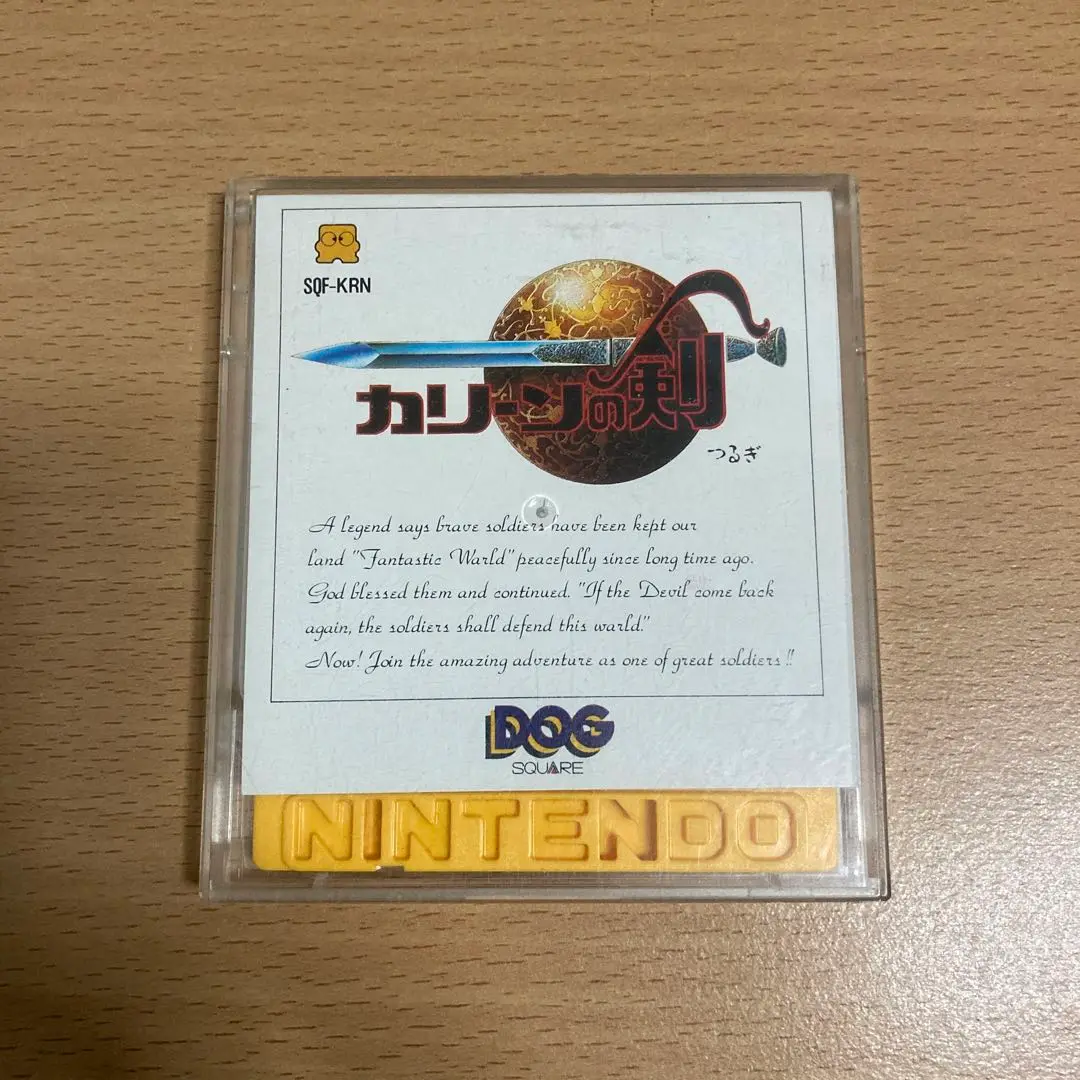 SQF-KRN
カリーンの剣
つるぎ
A legend says brave soldiers have been kept our
land "Fantastic World" peacefully since long time ago.
God blessed them and continued. "If the Devil come back
again, the soldiers shall defend this world."
Now! Join the amazing adventure as one of great soldiers!!
DOG
SQUARE
NINTENDO